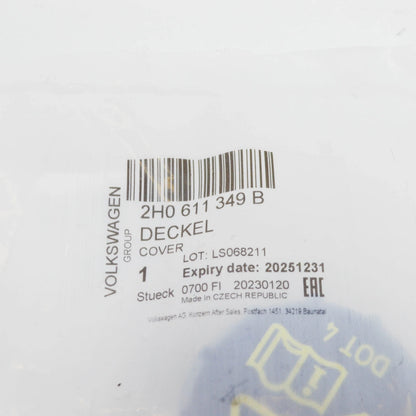 VOLKSWAGEN
GROUP
2H0 611 349 B
DECKEL
COVER
LOT: LS068211
1 Expiry date: 20251231
Stueck 0700 FI 20230120
Made in CZECH REPUBLIC
EAC
Volkswagen AG, Konzern After Sales, Postfach 1451, 34219 Baunatal
DOT 4